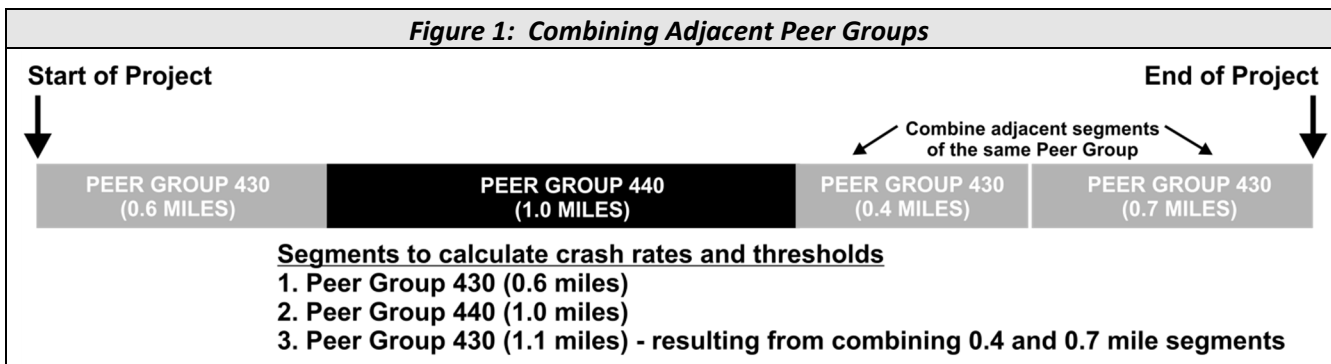 Figure 1: Combining Adjacent Peer Groups
Start of Project
End of Project
Combine adjacent segments
of the same Peer Group
PEER GROUP 430
(0.6 MILES)
PEER GROUP 440
(1.0 MILES)
PEER GROUP 430
(0.4 MILES)
PEER GROUP 430
(0.7 MILES)
Segments to calculate crash rates and thresholds
1. Peer Group 430 (0.6 miles)
2. Peer Group 440 (1.0 miles)
3. Peer Group 430 (1.1 miles) - resulting from combining 0.4 and 0.7 mile segments